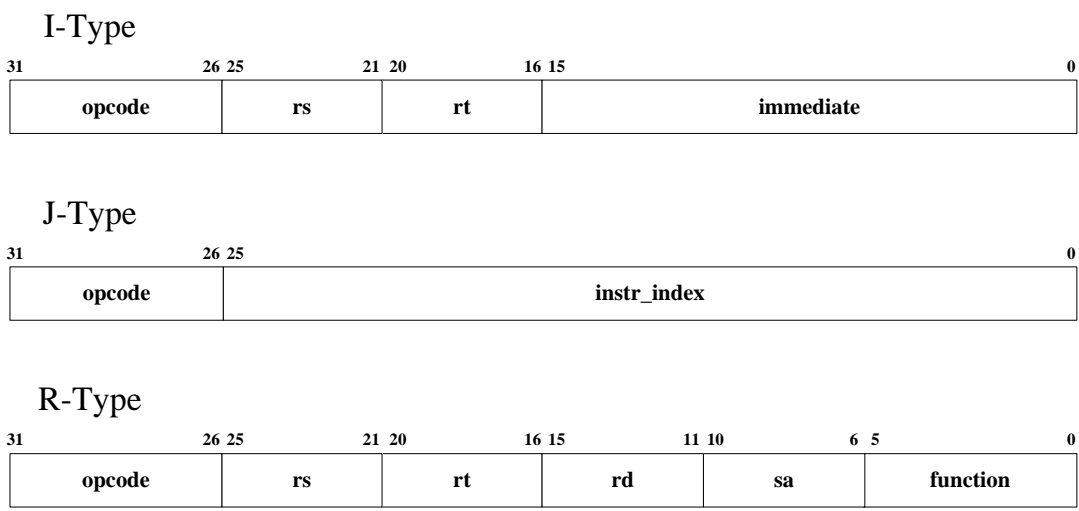 I-Type
31 26 25 21 20 16 15 0
opcode rs rt immediate
J-Type
31 26 25 0
opcode instr_index
R-Type
31 26 25 21 20 16 15 11 10 6 5 0
opcode rs rt rd sa function